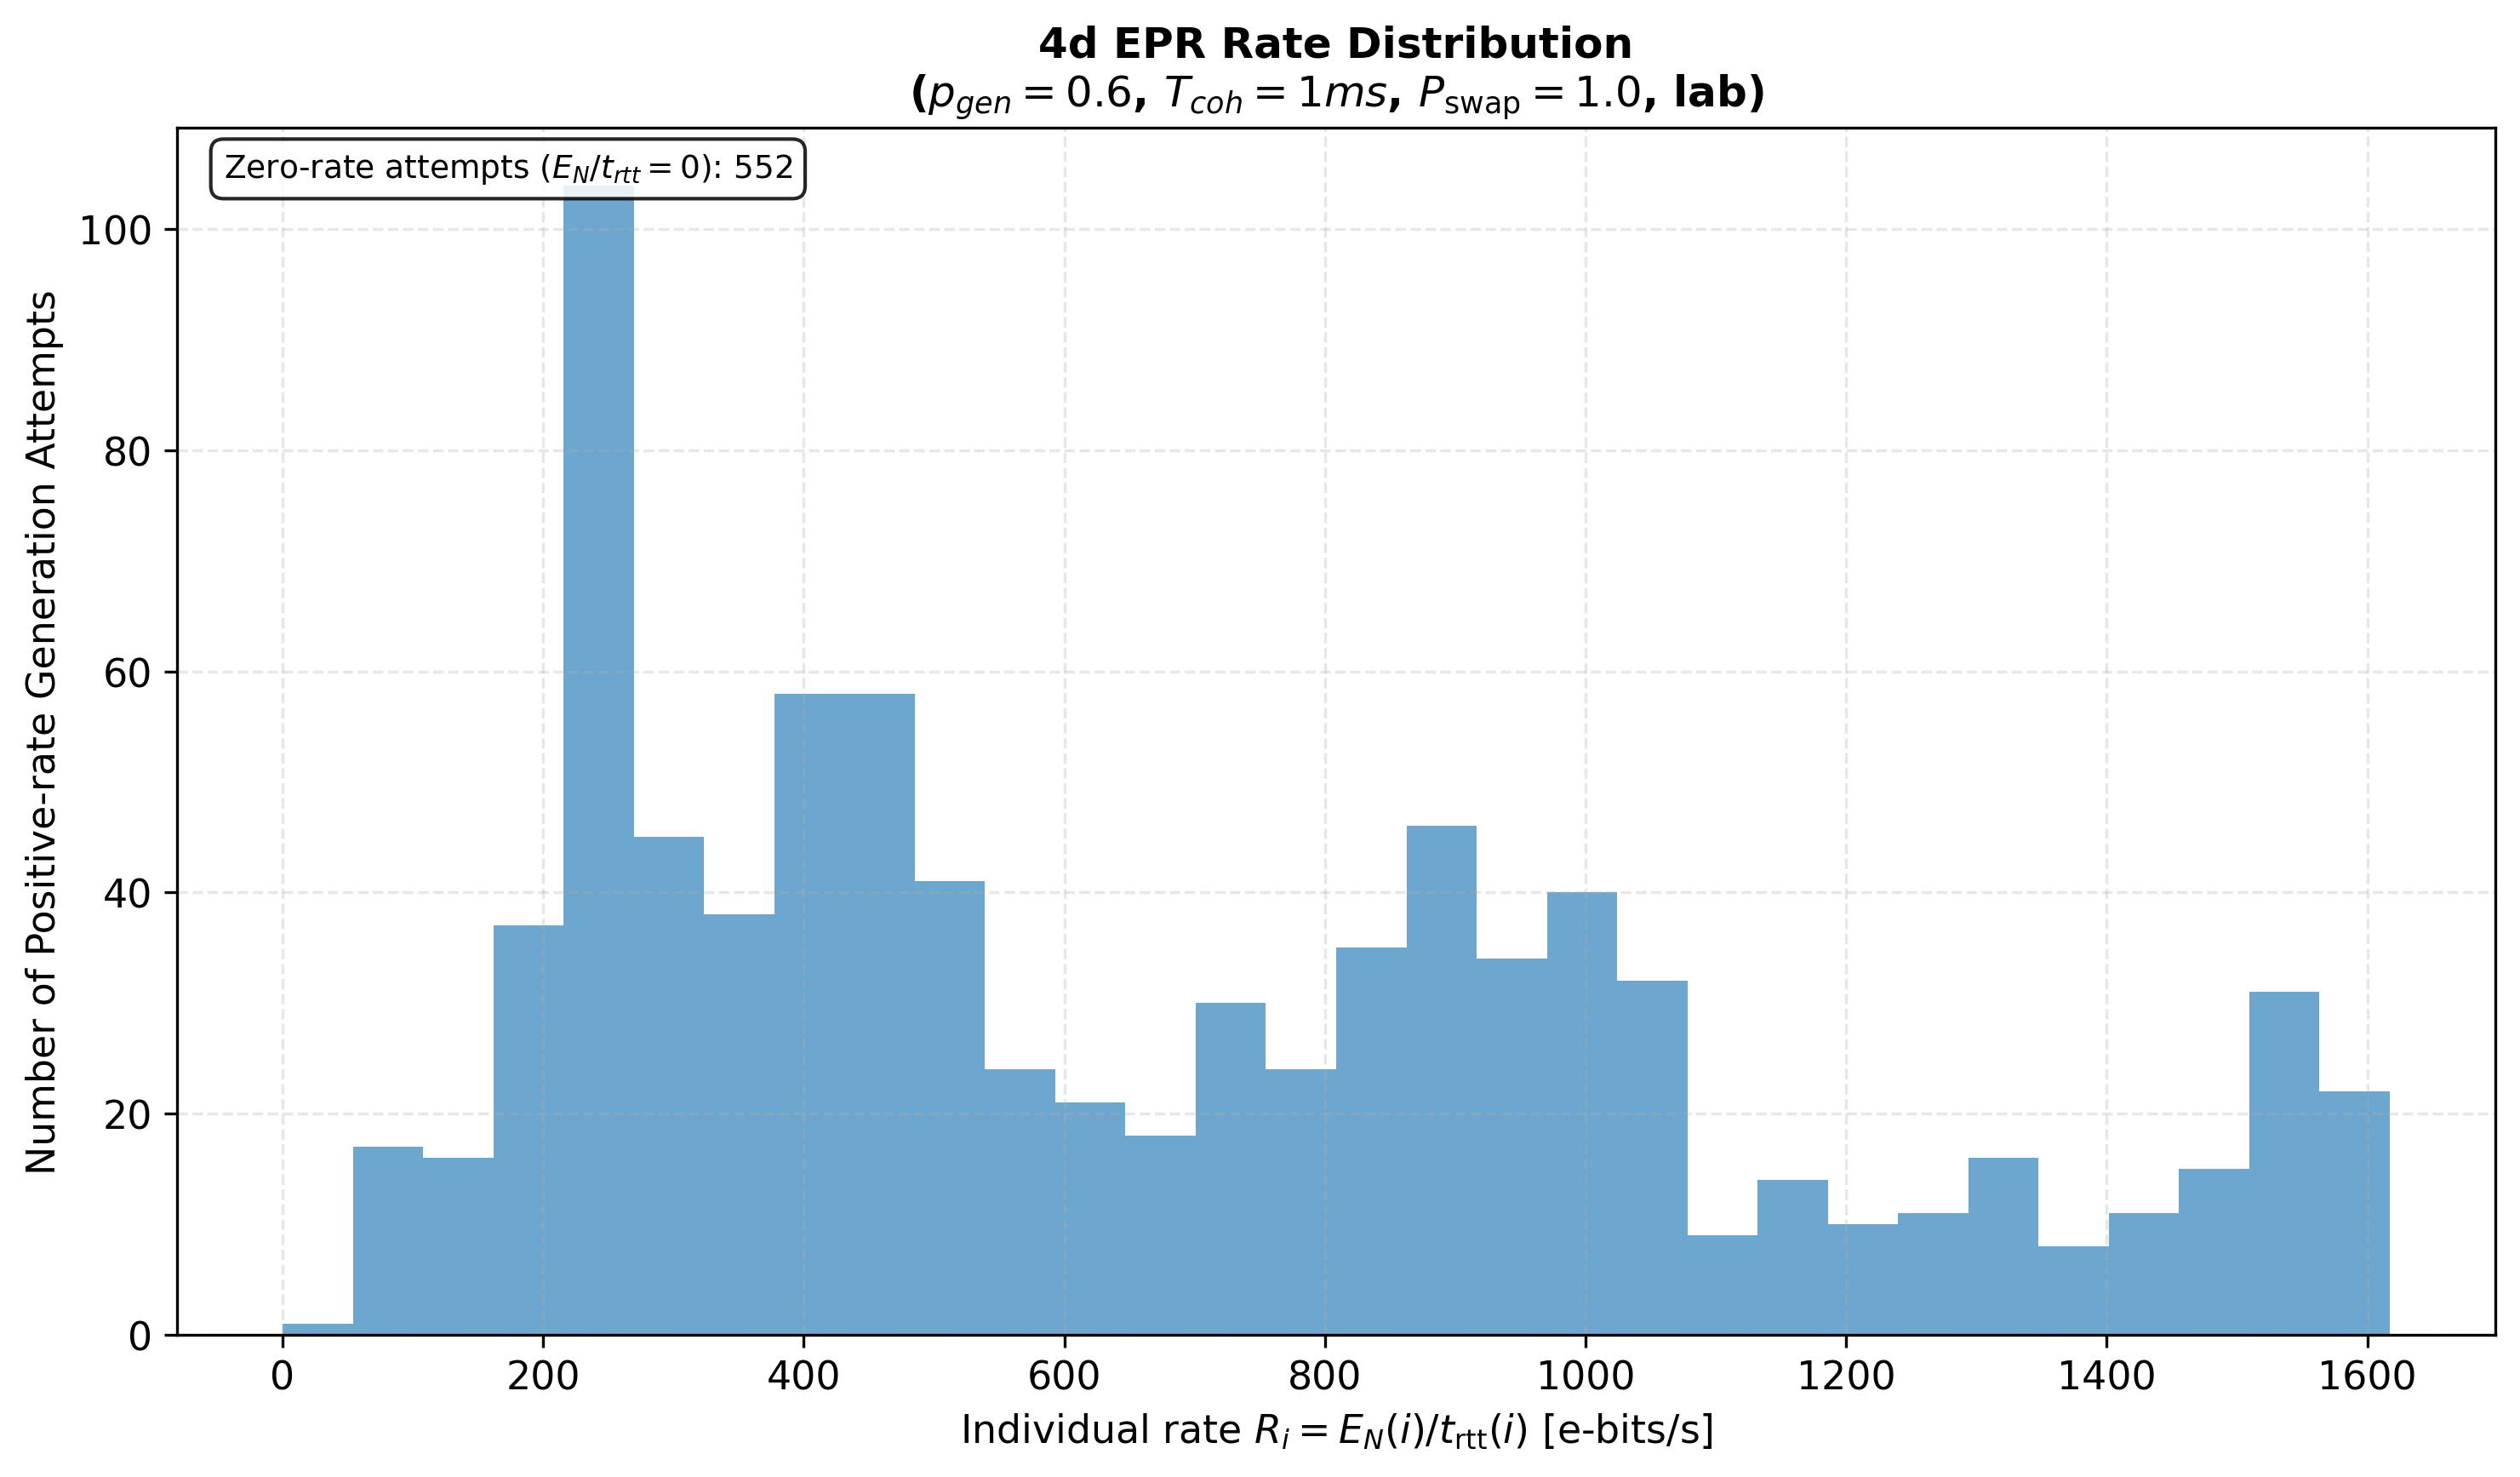 4d EPR Rate Distribution
(p_gen = 0.6, T_coh = 1ms, P_swap = 1.0, lab)
Zero-rate attempts (E_N/t_rtt = 0): 552
Number of Positive-rate Generation Attempts
100
80
60
40
20
0
0 200 400 600 800 1000 1200 1400 1600
Individual rate R_i = E_N(i)/t_rtt(i) [e-bits/s]